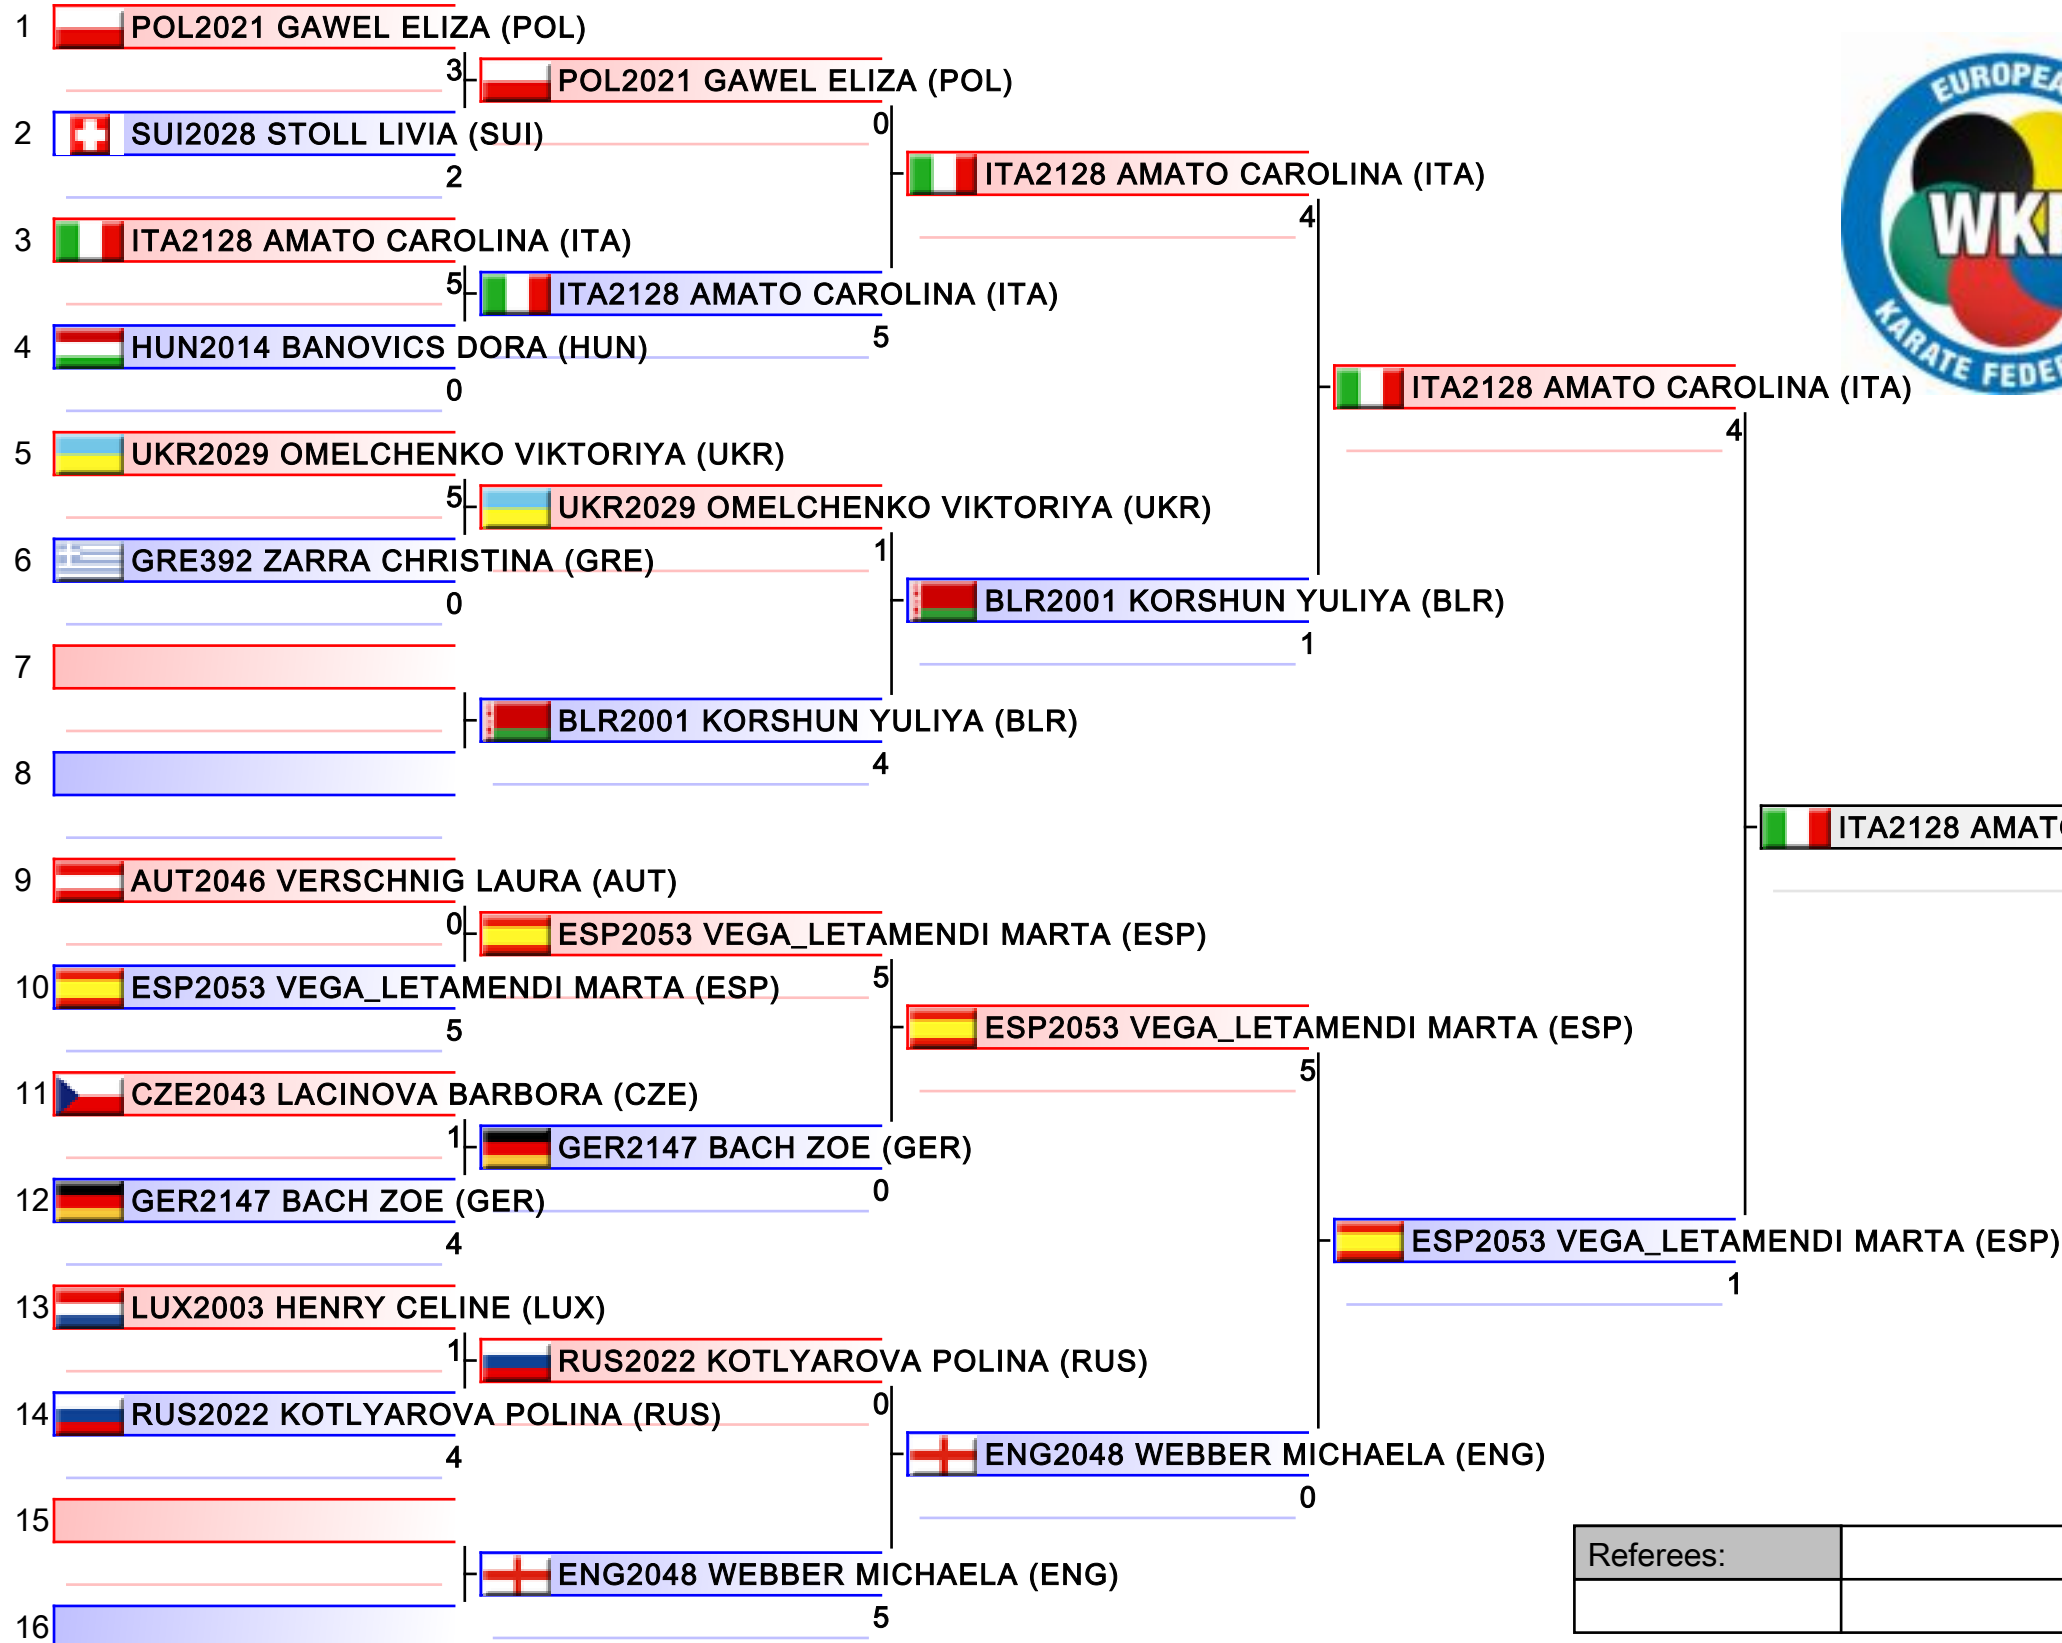 1 POL2021 GAWEL ELIZA (POL)
3
POL2021 GAWEL ELIZA (POL)
0
2 SUI2028 STOLL LIVIA (SUI)
2
ITA2128 AMATO CAROLINA (ITA)
4
3 ITA2128 AMATO CAROLINA (ITA)
5
ITA2128 AMATO CAROLINA (ITA)
5
4 HUN2014 BANOVICS DORA (HUN)
0
ITA2128 AMATO CAROLINA (ITA)
4
5 UKR2029 OMELCHENKO VIKTORIYA (UKR)
5
UKR2029 OMELCHENKO VIKTORIYA (UKR)
1
6 GRE392 ZARRA CHRISTINA (GRE)
0
BLR2001 KORSHUN YULIYA (BLR)
1
7
BLR2001 KORSHUN YULIYA (BLR)
4
8
ITA2128
9 AUT2046 VERSCHNIG LAURA (AUT)
0
ESP2053 VEGA_LETAMENDI MARTA (ESP)
5
10 ESP2053 VEGA_LETAMENDI MARTA (ESP)
5
ESP2053 VEGA_LETAMENDI MARTA (ESP)
5
11 CZE2043 LACINOVA BARBORA (CZE)
1
GER2147 BACH ZOE (GER)
0
12 GER2147 BACH ZOE (GER)
4
ESP2053 VEGA_LETAMENDI MARTA (ESP)
1
13 LUX2003 HENRY CELINE (LUX)
1
RUS2022 KOTLYAROVA POLINA (RUS)
0
14 RUS2022 KOTLYAROVA POLINA (RUS)
4
ENG2048 WEBBER MICHAELA (ENG)
0
15
ENG2048 WEBBER MICHAELA (ENG)
5
16
Referees:
KARATE